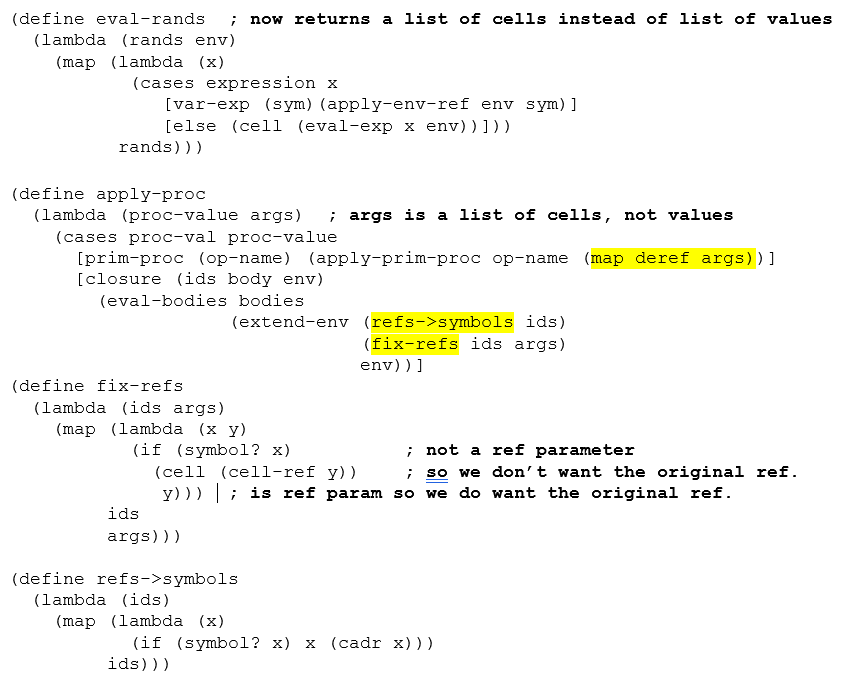 (define eval-rands  ; now returns a list of cells instead of list of values
  (lambda (rands env)
    (map (lambda (x)
           (cases expression x
              [var-exp (sym)(apply-env-ref env sym)]
              [else (cell (eval-exp x env))]))
          rands)))

(define apply-proc
  (lambda (proc-value args)  ; args is a list of cells, not values
    (cases proc-val proc-value
      [prim-proc (op-name) (apply-prim-proc op-name (map deref args))]
      [closure (ids body env)
        (eval-bodies bodies
                    (extend-env (refs->symbols ids)
                                (fix-refs ids args)
                                env))]
(define fix-refs
  (lambda (ids args)
    (map (lambda (x y)
           (if (symbol? x)          ; not a ref parameter
             (cell (cell-ref y))    ; so we don’t want the original ref.
              y))) ; is ref param so we do want the original ref.
         ids
         args)))

(define refs->symbols
  (lambda (ids)
    (map (lambda (x)
           (if (symbol? x) x (cadr x)))
         ids)))